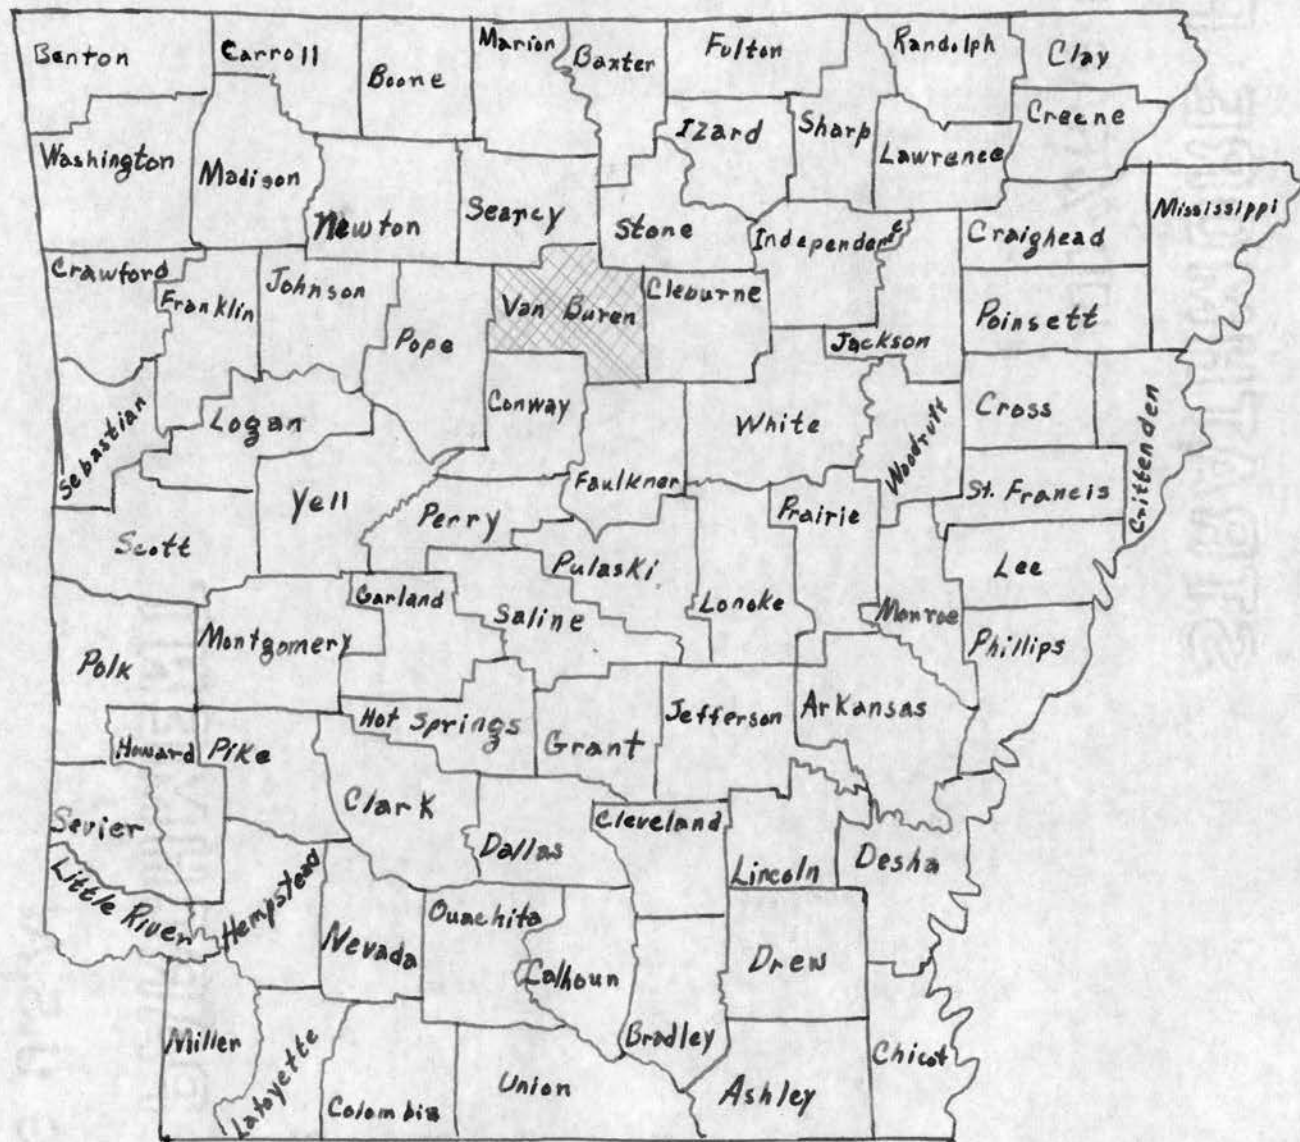 Benton
Carroll
Boone
Marion
Baxter
Fulton
Randolph
Clay
Washington
Madison
Newton
Searcy
Stone
Izard
Sharp
Lawrence
Greene
Mississippi
Independent
Craighead
Crawford
Franklin
Johnson
Pope
Van Buren
Cleburne
Jackson
Poinsett
Sebastian
Logan
Conway
White
Woodruff
Cross
Crittenden
Yell
Perry
Faulkner
Prairie
St. Francis
Scott
Pulaski
Lonoke
Lee
Garland
Saline
Monroe
Montgomery
Phillips
Polk
Hot Springs
Grant
Jefferson
Arkansas
Howard
Pike
Clark
Sevier
Dallas
Cleveland
Lincoln
Desha
Little River
Hempstead
Nevada
Ouachita
Calhoun
Drew
Miller
Lafayette
Colombia
Union
Bradley
Ashley
Chicot